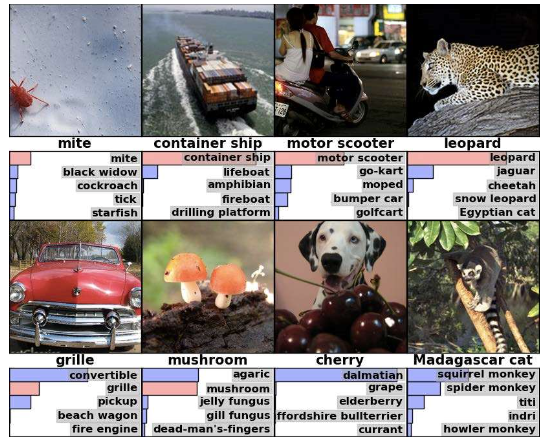 mite
container ship
motor scooter
leopard
mite
black widow
cockroach
tick
starfish
container ship
lifeboat
amphibian
fireboat
drilling platform
motor scooter
go-kart
moped
bumper car
golfcart
leopard
jaguar
cheetah
snow leopard
Egyptian cat
grille
mushroom
cherry
Madagascar cat
convertible
grille
pickup
beach wagon
fire engine
agaric
mushroom
jelly fungus
gill fungus
dead-man's-fingers
dalmatian
grape
elderberry
ffordshire bullterrier
currant
squirrel monkey
spider monkey
titi
indri
howler monkey